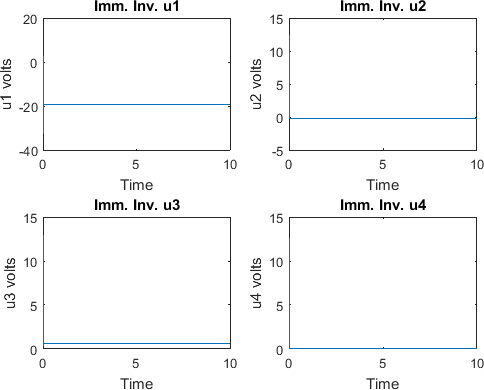 Imm. Inv. u1
20
0
-20
-40
u1 volts
0 5 10
Time
Imm. Inv. u2
15
10
5
0
-5
u2 volts
0 5 10
Time
Imm. Inv. u3
15
10
5
0
u3 volts
0 5 10
Time
Imm. Inv. u4
15
10
5
0
u4 volts
0 5 10
Time